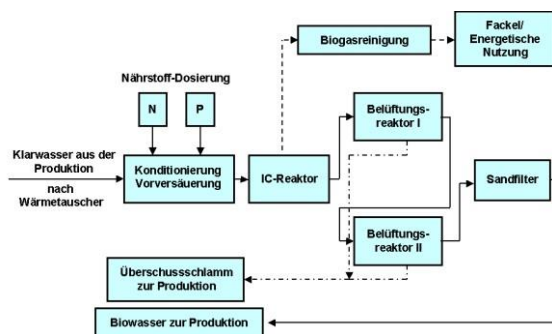 Fackel/
Energetische
Nutzung
Biogasreinigung
Nährstoff-Dosierung
N
P
Belüftungs-
reaktor I
Klarwasser aus der
Produktion
nach
Wärmetauscher
Konditionierung
Vorversäuerung
IC-Reaktor
Sandfilter
Belüftungs-
reaktor II
Überschussschlamm
zur Produktion
Biowasser zur Produktion